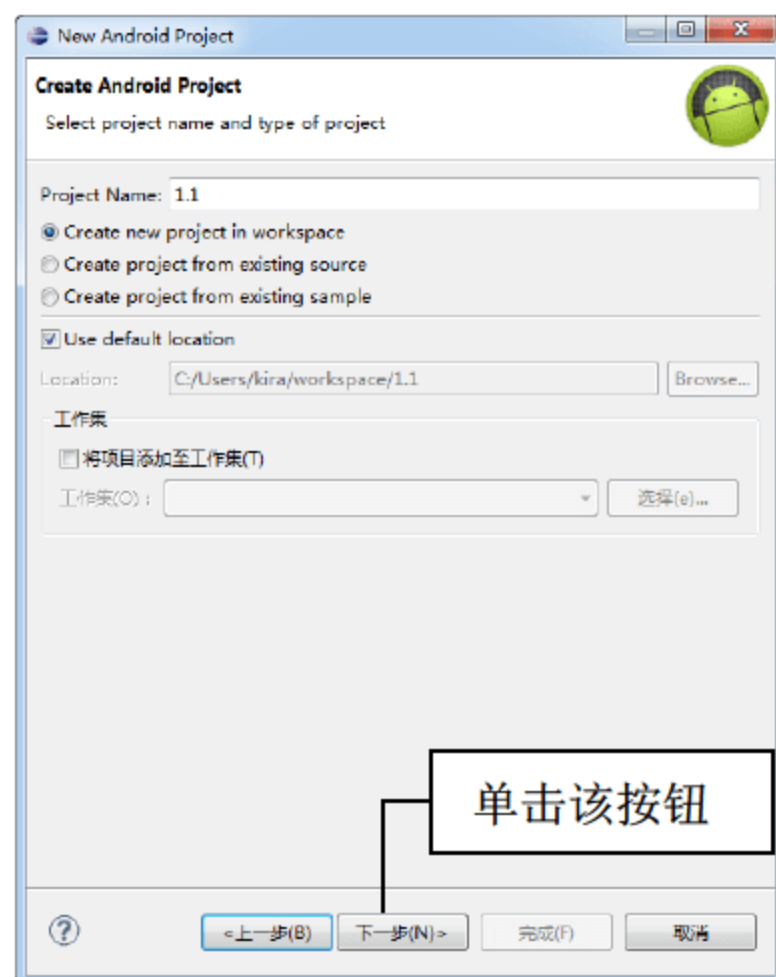 New Android Project
Create Android Project
Select project name and type of project
Project Name: 1.1
Create new project in workspace
Create project from existing source
Create project from existing sample
Use default location
Location: C:/Users/kira/workspace/1.1 Browse...
工作集
将项目添加至工作集(T)
工作集(O): 选择(e)...
单击该按钮
? <上一步(B) 下一步(N)> 完成(F) 取消